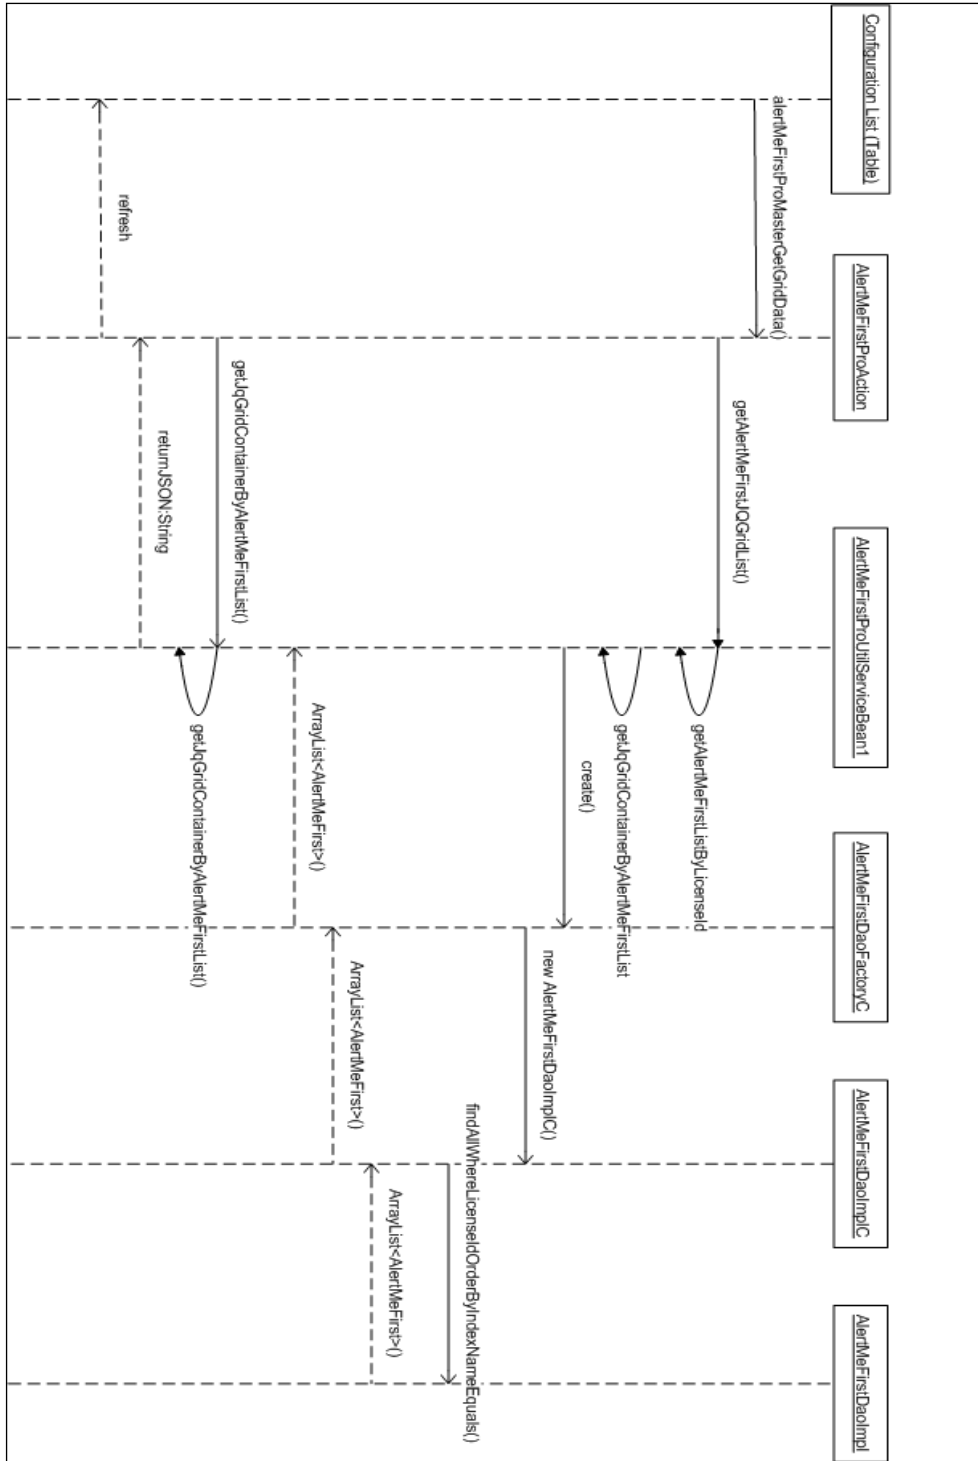 Configuration List (Table)
AlertMeFirstProAction
AlertMeFirstProUtilServiceBean1
AlertMeFirstDaoFactoryC
AlertMeFirstDaoImplC
AlertMeFirstDaoImpl
alertMeFirstProMasterGetGridData()
getAlertMeFirstJQGridList()
getAlertMeFirstListByLicenseId
getJqGridContainerByAlertMeFirstList
create()
new AlertMeFirstDaoImplC()
findAllWhereLicenseIdOrderByIndexNameEquals()
ArrayList<AlertMeFirst>()
ArrayList<AlertMeFirst>()
ArrayList<AlertMeFirst>()
getJqGridContainerByAlertMeFirstList()
getJqGridContainerByAlertMeFirstList()
returnJSON:String
refresh